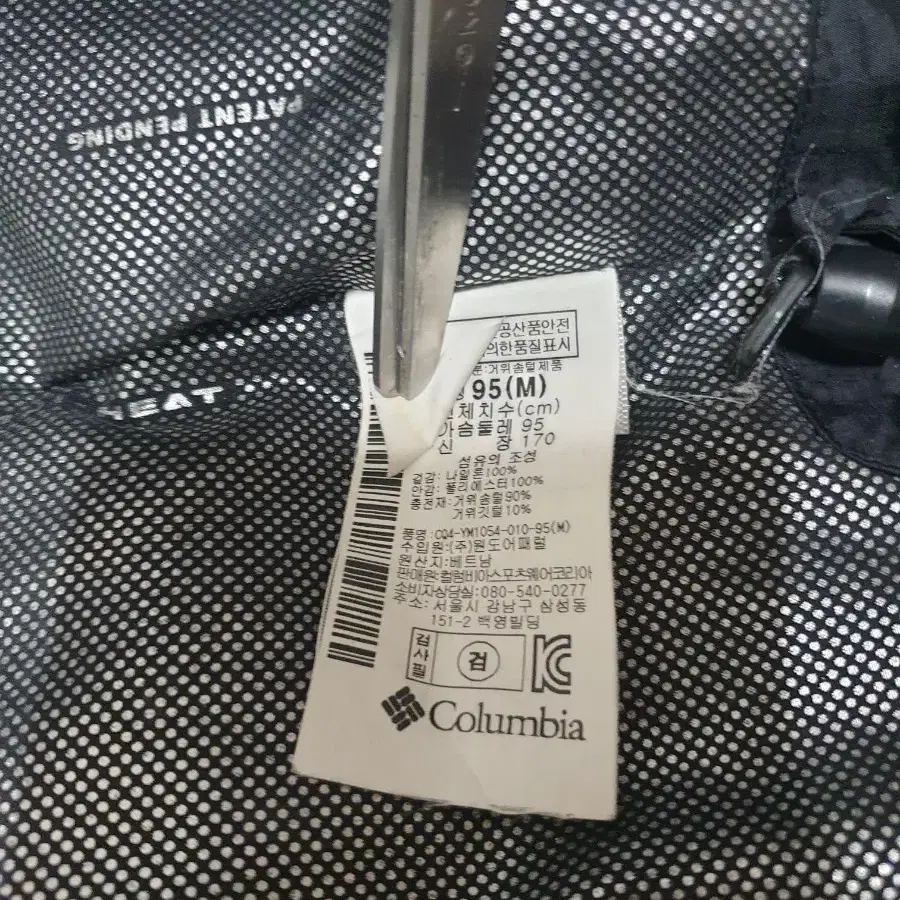 PATENT PENDING
HEAT
공산품안전
의한품질표시
분: 거위솜털제품
95(M)
신체치수(cm)
가슴둘레 95
신 장 170
섬유의 조성
겉감: 나일론100%
안감: 폴리에스터100%
충전재: 거위솜털90%
거위깃털10%
품명: CQ4-YM1054-010-95(M)
수입원: (주)원도어패럴
원산지: 베트남
판매원: 컬럼비아스포츠웨어코리아
소비자상담실: 080-540-0277
주소: 서울시 강남구 삼성동
151-2 백영빌딩
검사필
검
KC
Columbia